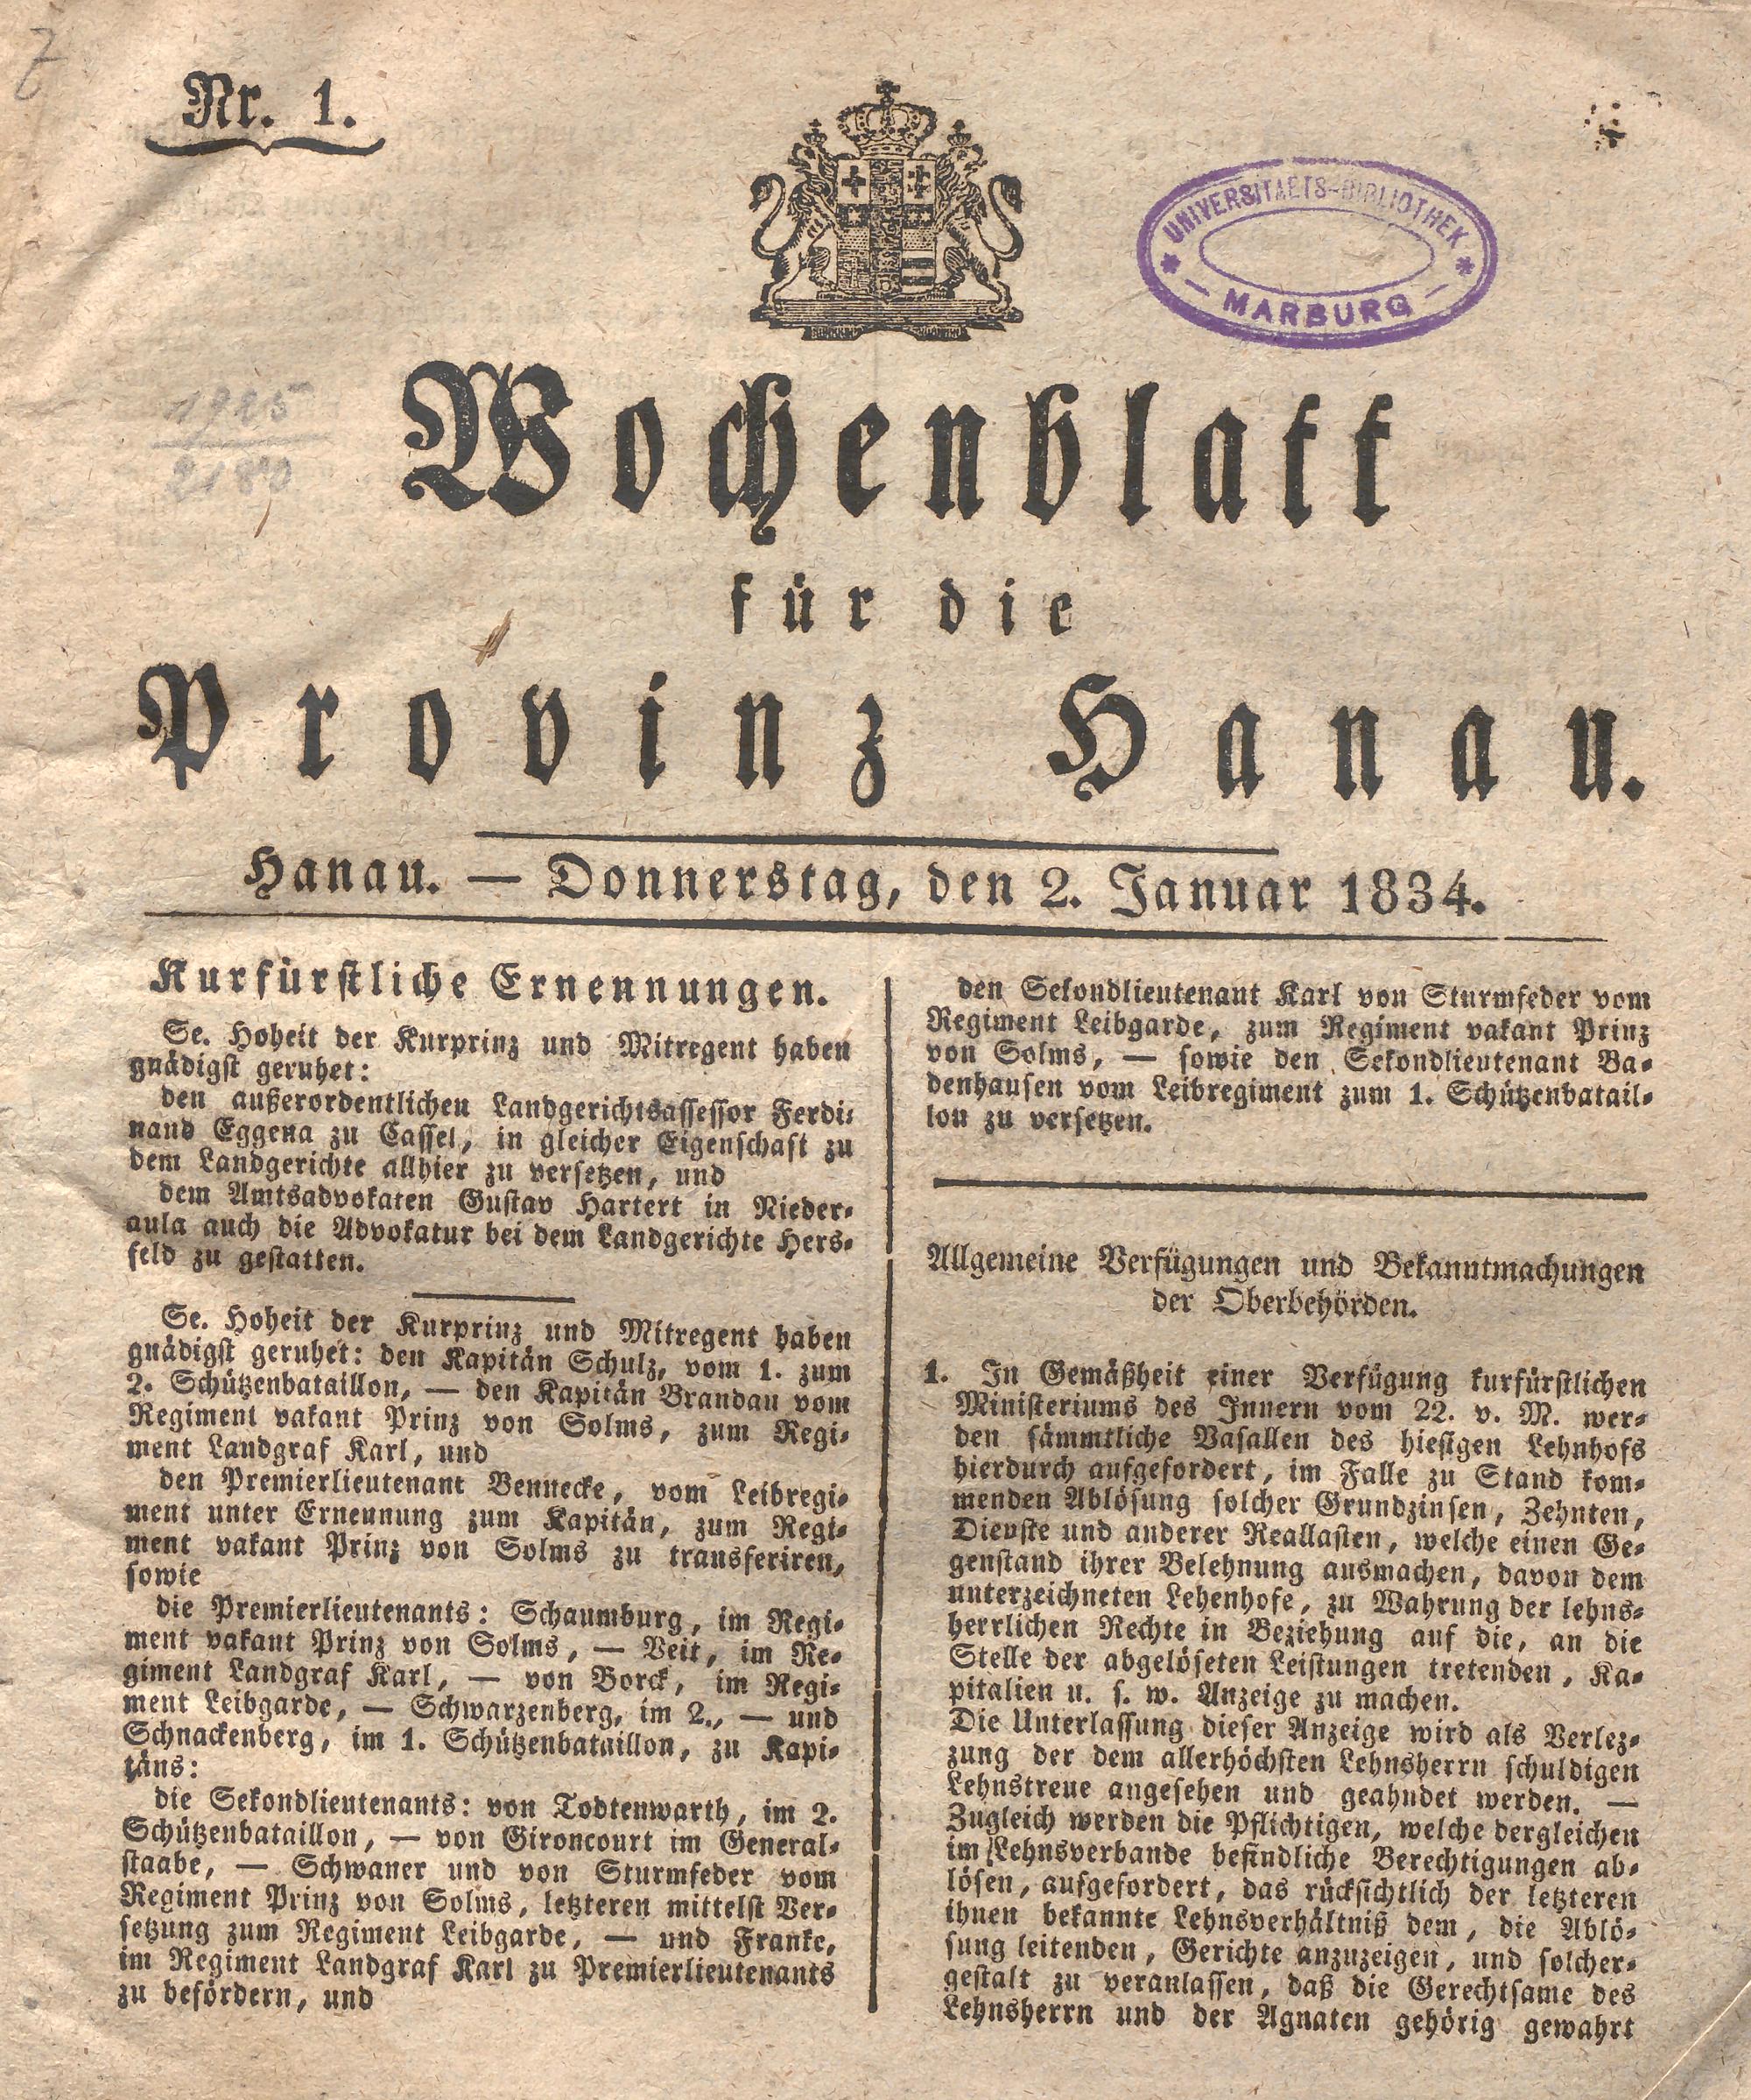 Nr. 1.
UNIVERSITAETS-BIBLIOTHEK
MARBURG
1925
2180
Wochenblatt
für die
Provinz Hanau.
Hanau. — Donnerstag, den 2. Januar 1834.
Kurfürstliche Ernennungen.
Se. Hoheit der Kurprinz und Mitregent haben
gnädigst geruhet:
den außerordentlichen Landgerichtsassessor Ferdi-
nand Eggena zu Cassel, in gleicher Eigenschaft zu
dem Landgerichte allhier zu versetzen, und
dem Amtsadvokaten Gustav Hartert in Nieder-
aula auch die Advokatur bei dem Landgerichte Hers-
feld zu gestatten.
Se. Hoheit der Kurprinz und Mitregent haben
gnädigst geruhet: den Kapitän Schulz, vom 1. zum
2. Schützenbataillon, — den Kapitän Brandau vom
Regiment vakant Prinz von Solms, zum Regi-
ment Landgraf Karl, und
den Premierlieutenant Bennecke, vom Leibregi-
ment unter Ernennung zum Kapitän, zum Regi-
ment vakant Prinz von Solms zu transferiren,
sowie
die Premierlieutenants: Schaumburg, im Regi-
ment vakant Prinz von Solms, — Veit, im Re-
giment Landgraf Karl, — von Borck, im Regi-
ment Leibgarde, — Schwarzenberg, im 2., — und
Schnackenberg, im 1. Schützenbataillon, zu Kapi-
täns:
die Sekondlieutenants: von Todtenwarth, im 2.
Schützenbataillon, — von Gironcourt im General-
staabe, — Schwaner und von Sturmfeder vom
Regiment Prinz von Solms, letzteren mittelst Ver-
setzung zum Regiment Leibgarde, — und Franke,
im Regiment Landgraf Karl zu Premierlieutenants
zu befördern, und
den Sekondlieutenant Karl von Sturmfeder vom
Regiment Leibgarde, zum Regiment vakant Prinz
von Solms, — sowie den Sekondlieutenant Ba-
denhausen vom Leibregiment zum 1. Schützenbatail-
lon zu versetzen.
Allgemeine Verfügungen und Bekanntmachungen
der Oberbehörden.
1. In Gemäßheit einer Verfügung kurfürstlichen
Ministeriums des Innern vom 22. v. M. wer-
den sämmtliche Vasallen des hiesigen Lehnhofs
hierdurch aufgefordert, im Falle zu Stand kom-
menden Ablösung solcher Grundzinsen, Zehnten,
Dienste und anderer Reallasten, welche einen Ge-
genstand ihrer Belehnung ausmachen, davon dem
unterzeichneten Lehenhofe, zu Wahrung der lehns-
herrlichen Rechte in Beziehung auf die, an die
Stelle der abgelöseten Leistungen tretenden, Ka-
pitalien u. s. w. Anzeige zu machen.
Die Unterlassung dieser Anzeige wird als Verlez-
zung der dem allerhöchsten Lehnsherrn schuldigen
Lehnstreue angesehen und geahndet werden. —
Zugleich werden die Pflichtigen, welche dergleichen
im Lehnsverbande befindliche Berechtigungen ab-
lösen, aufgefordert, das rücksichtlich der letzteren
ihnen bekannte Lehnsverhältniß dem, die Ablö-
sung leitenden, Gerichte anzuzeigen, und solcher-
gestalt zu veranlassen, daß die Gerechtsame des
Lehnsherrn und der Agnaten gehörig gewahrt